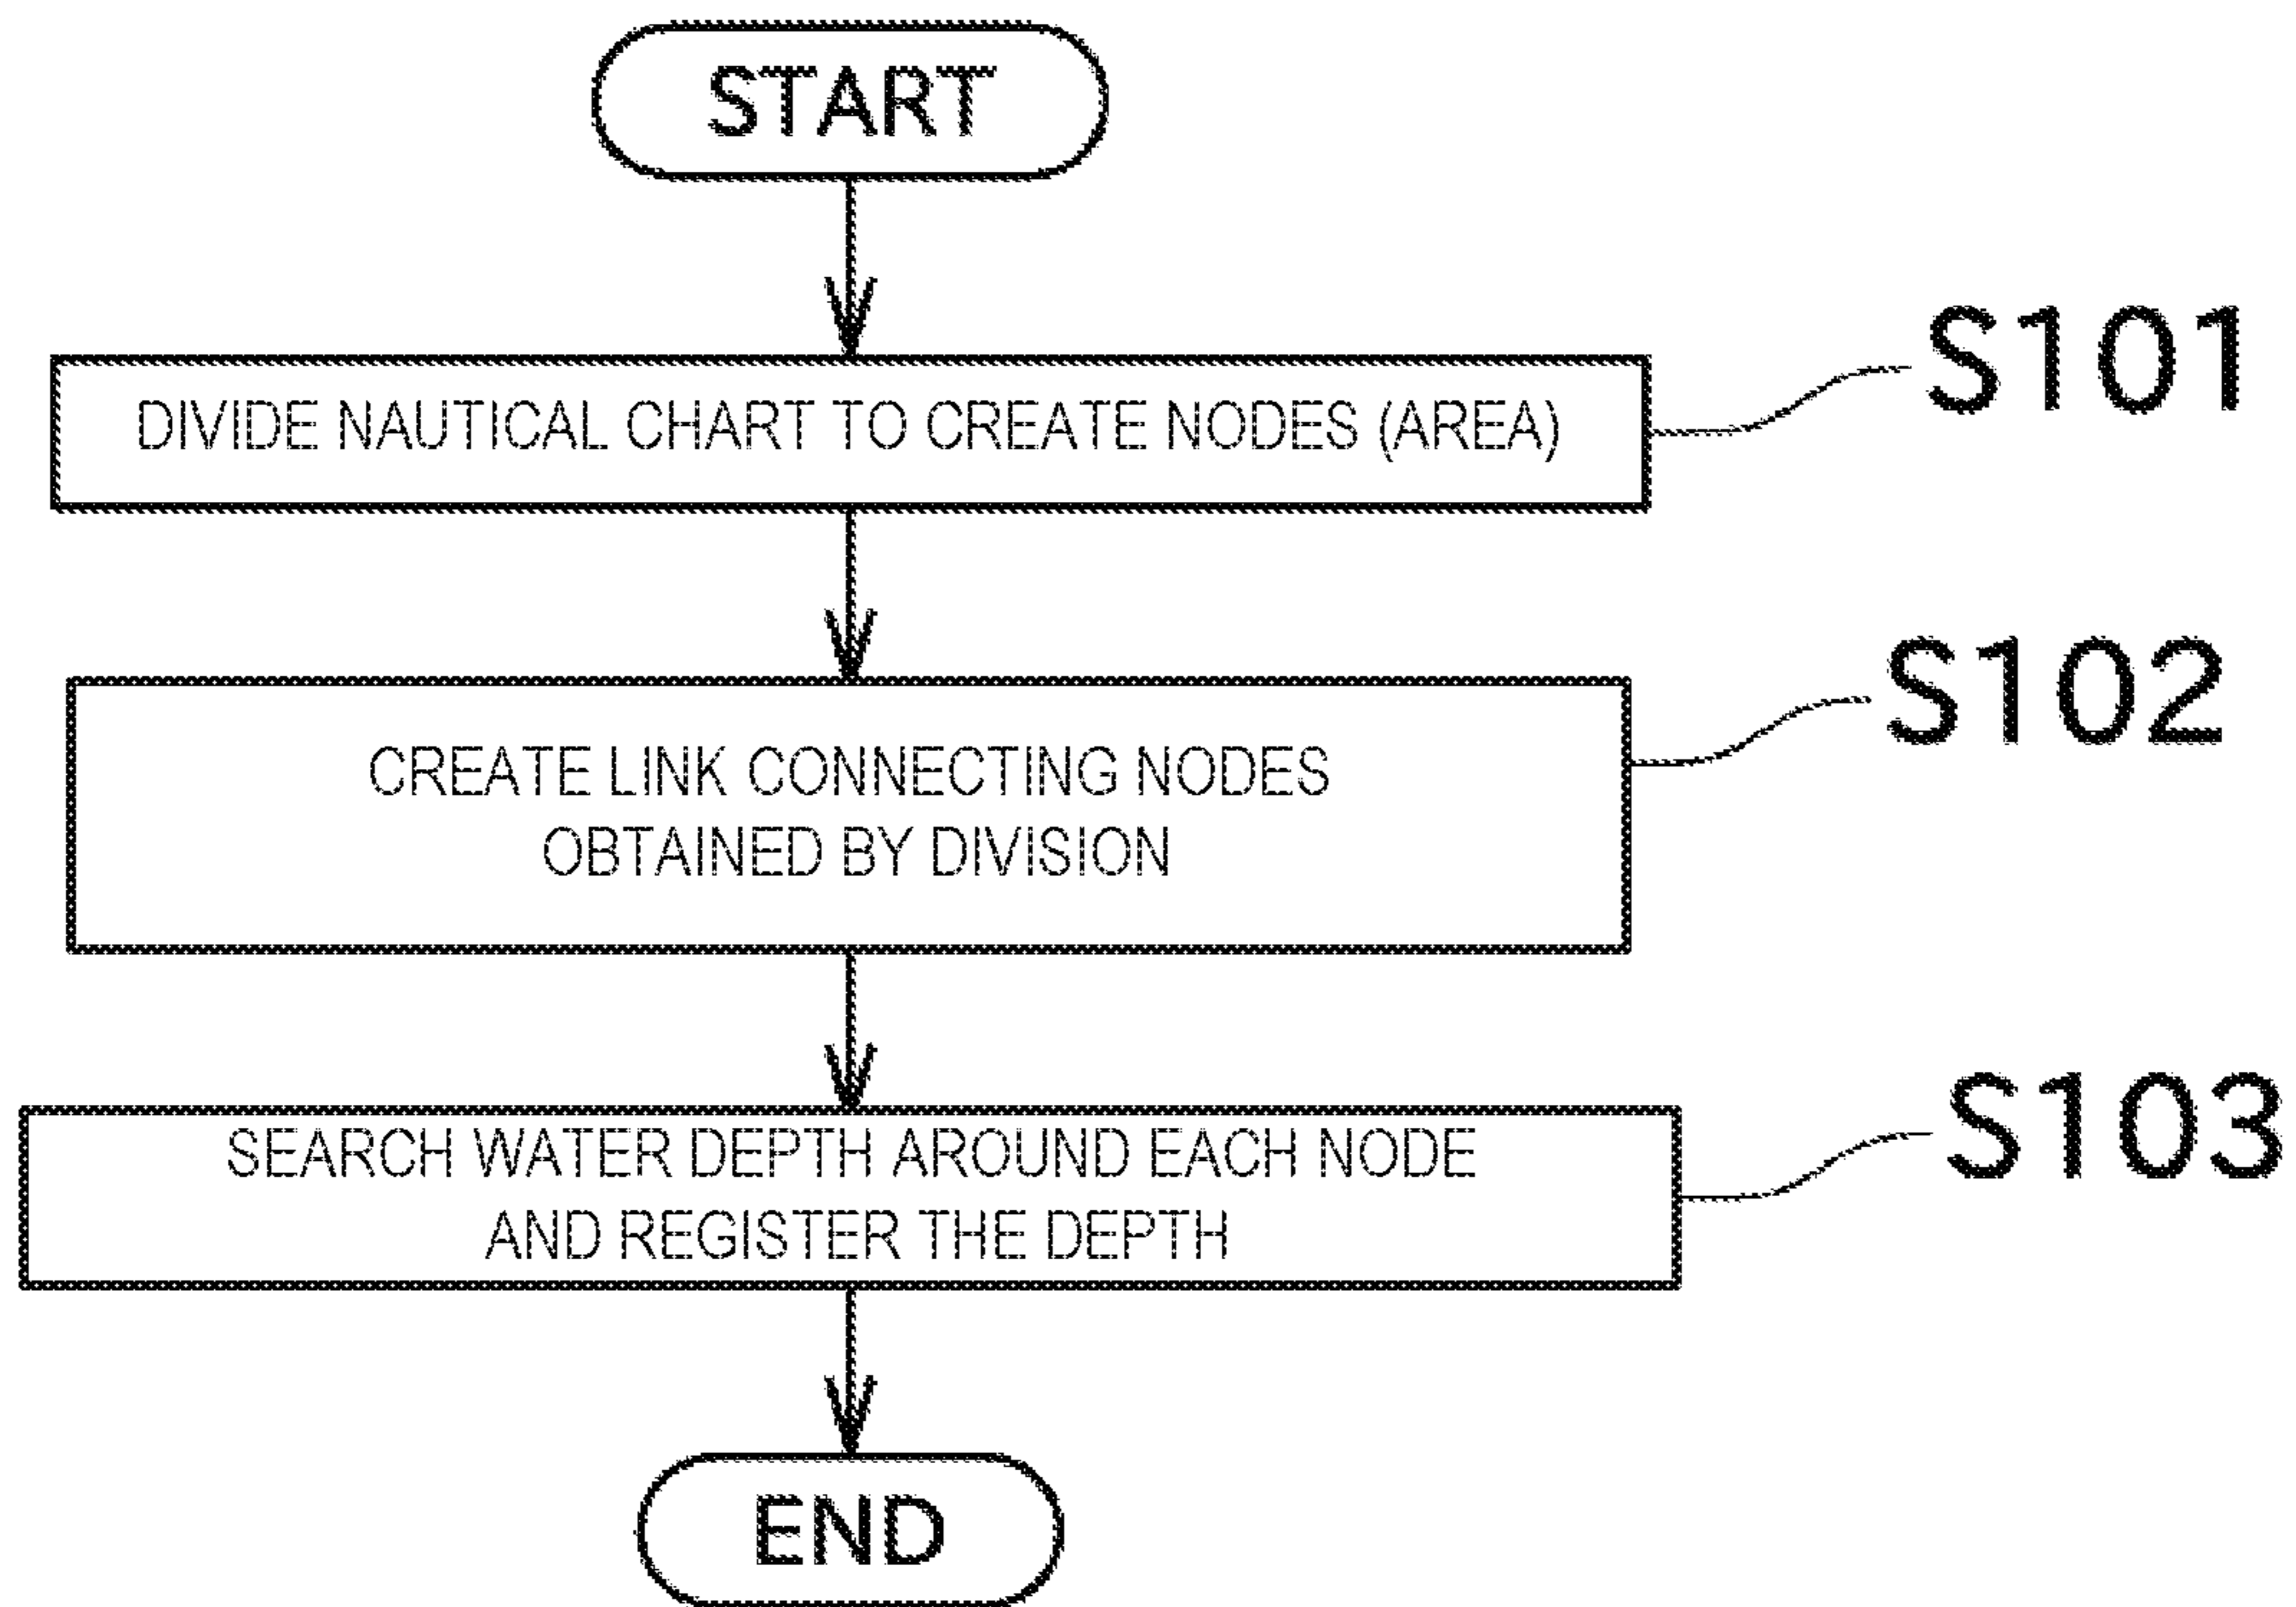 START
DIVIDE NAUTICAL CHART TO CREATE NODES (AREA)
S101
CREATE LINK CONNECTING NODES
OBTAINED BY DIVISION
S102
SEARCH WATER DEPTH AROUND EACH NODE
AND REGISTER THE DEPTH
S103
END